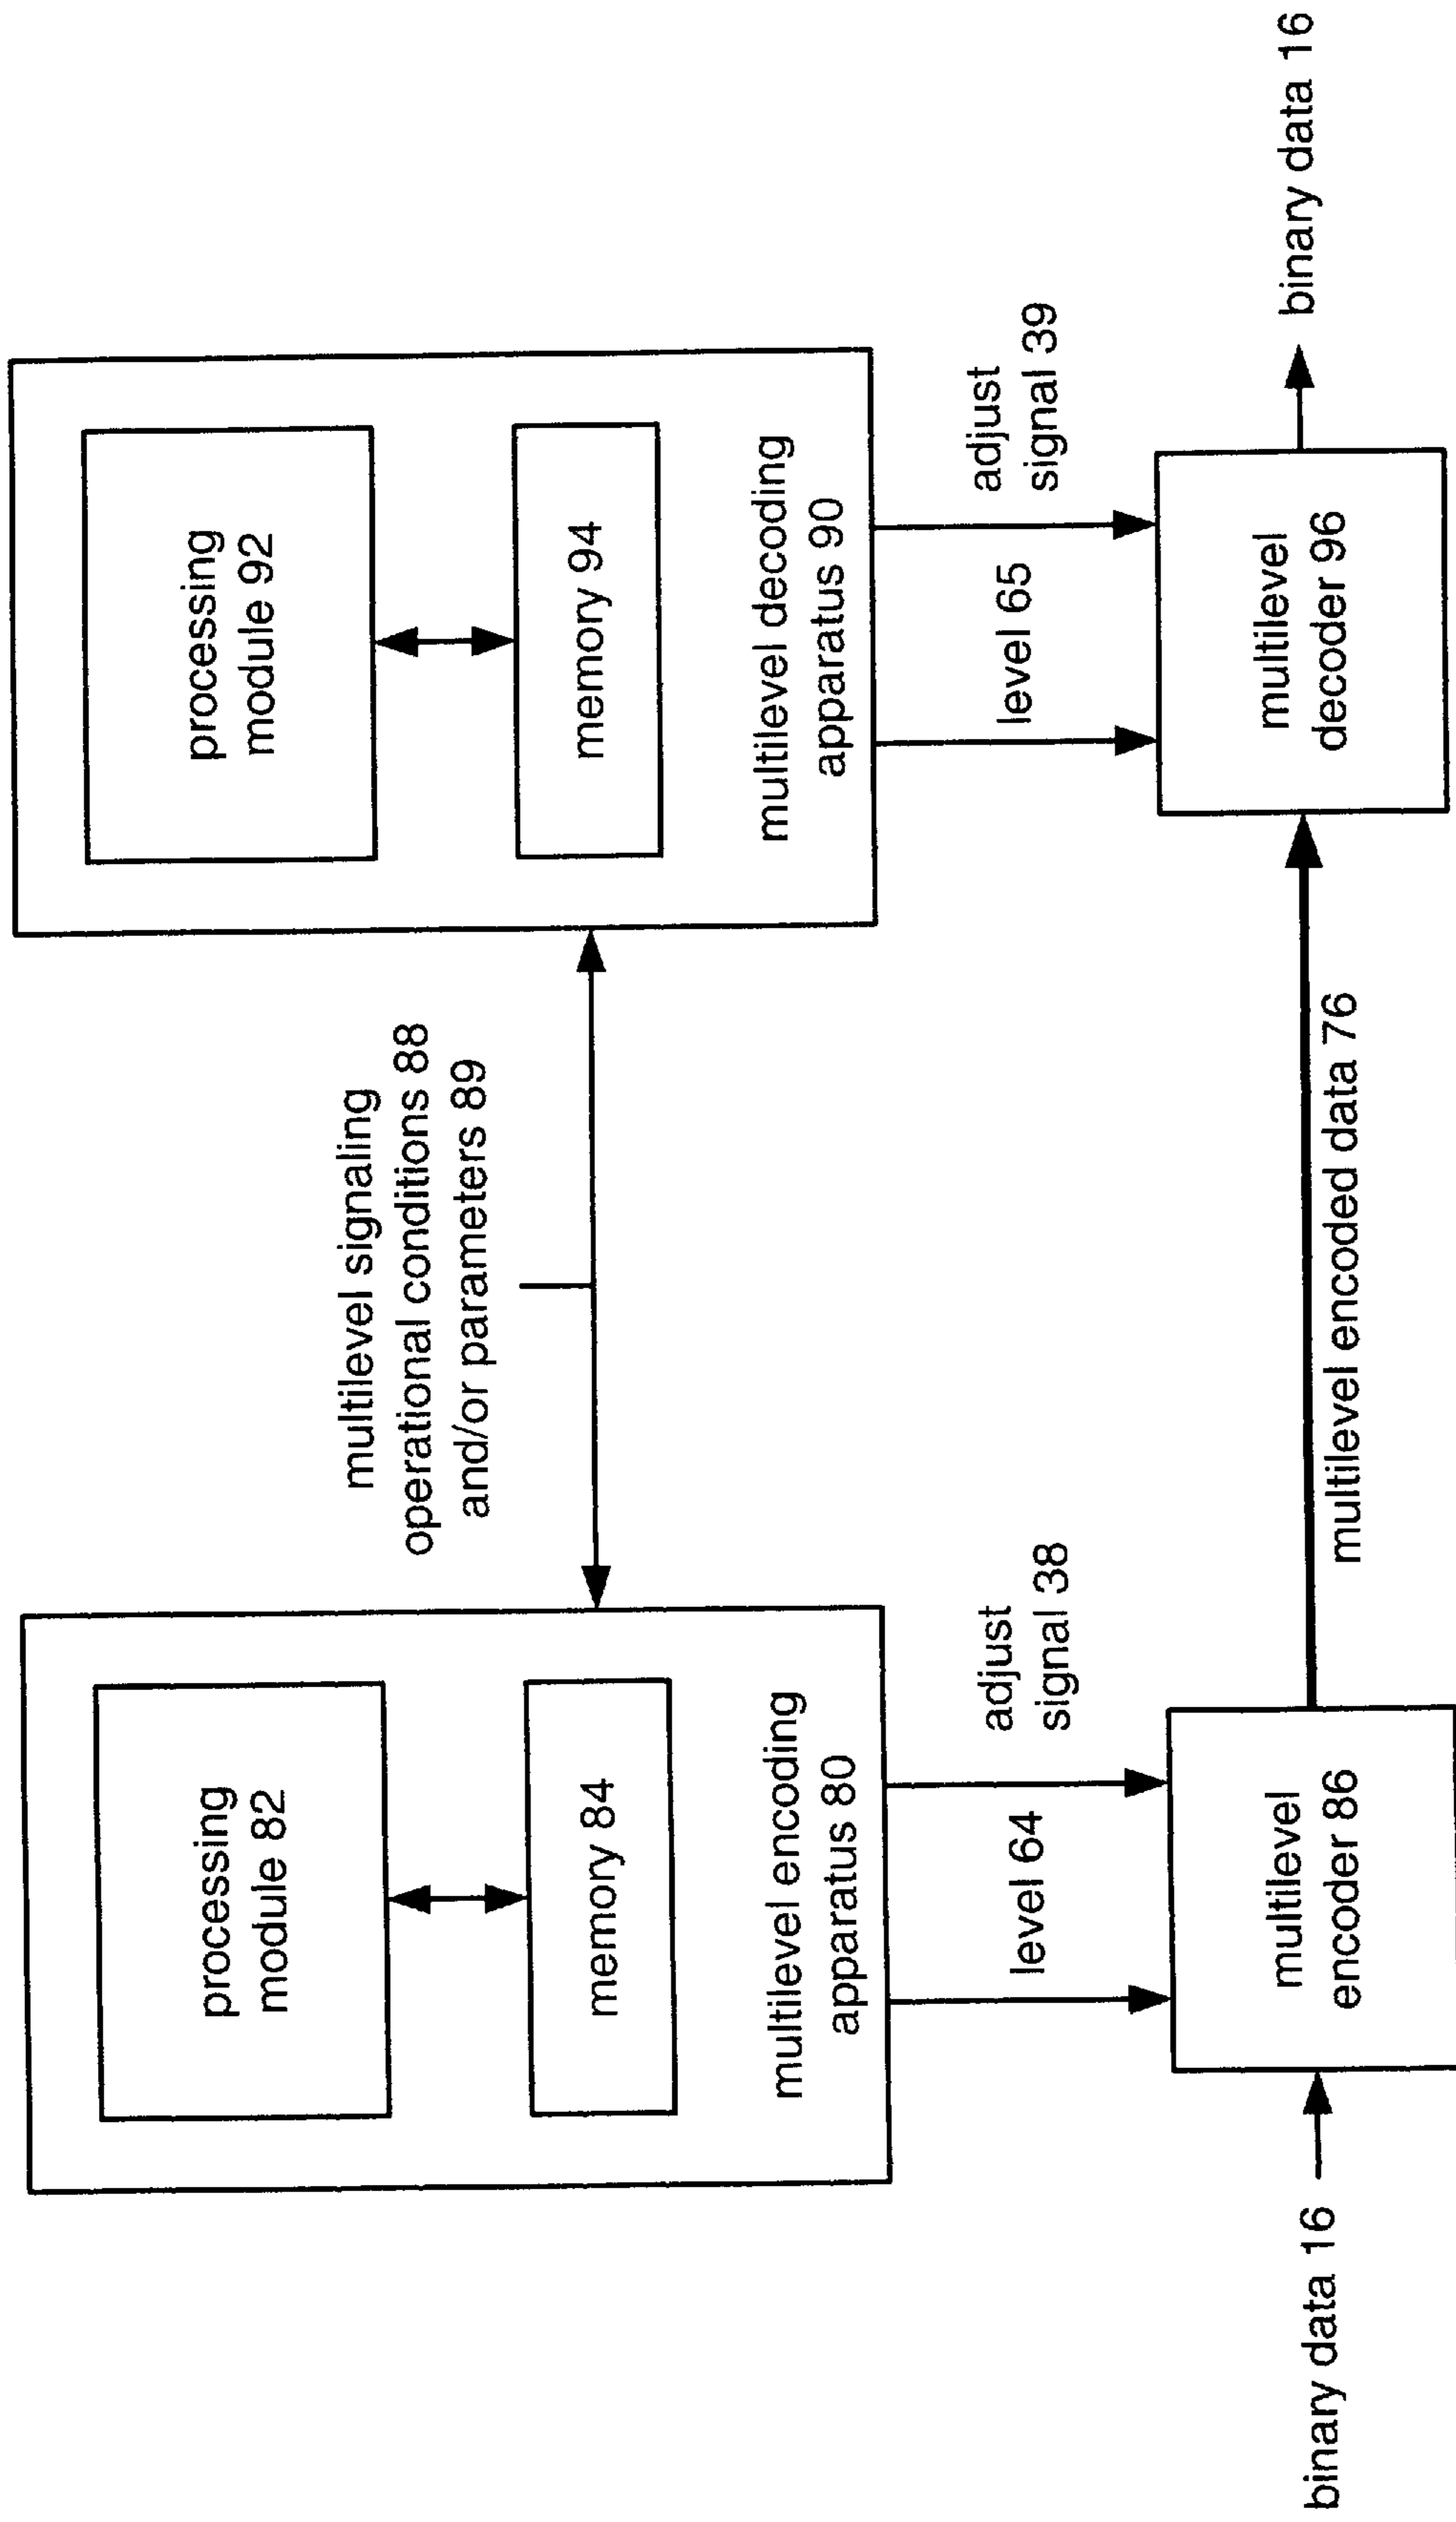 processing
module 82
memory 84
multilevel encoding
apparatus 80
multilevel signaling
operational conditions 88
and/or parameters 89
processing
module 92
memory 94
multilevel decoding
apparatus 90
level 64
adjust
signal 38
level 65
adjust
signal 39
binary data 16
multilevel
encoder 86
multilevel encoded data 76
multilevel
decoder 96
binary data 16